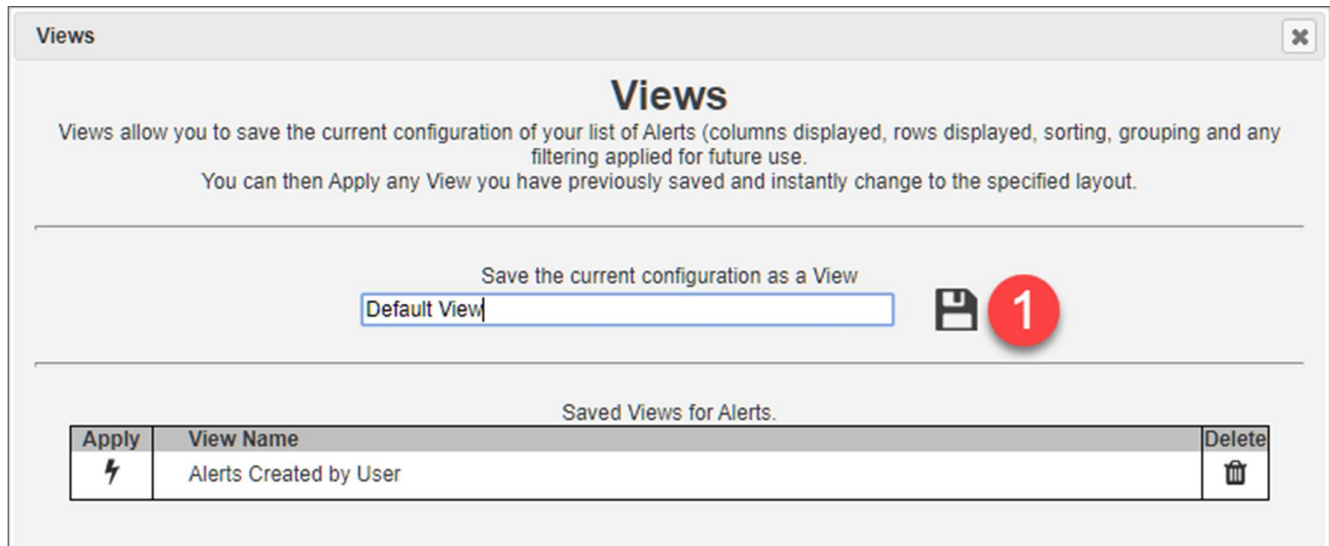 Views
Views
Views allow you to save the current configuration of your list of Alerts (columns displayed, rows displayed, sorting, grouping and any
filtering applied for future use.
You can then Apply any View you have previously saved and instantly change to the specified layout.
Save the current configuration as a View
Default View
1
Saved Views for Alerts.
Apply View Name Delete
Alerts Created by User